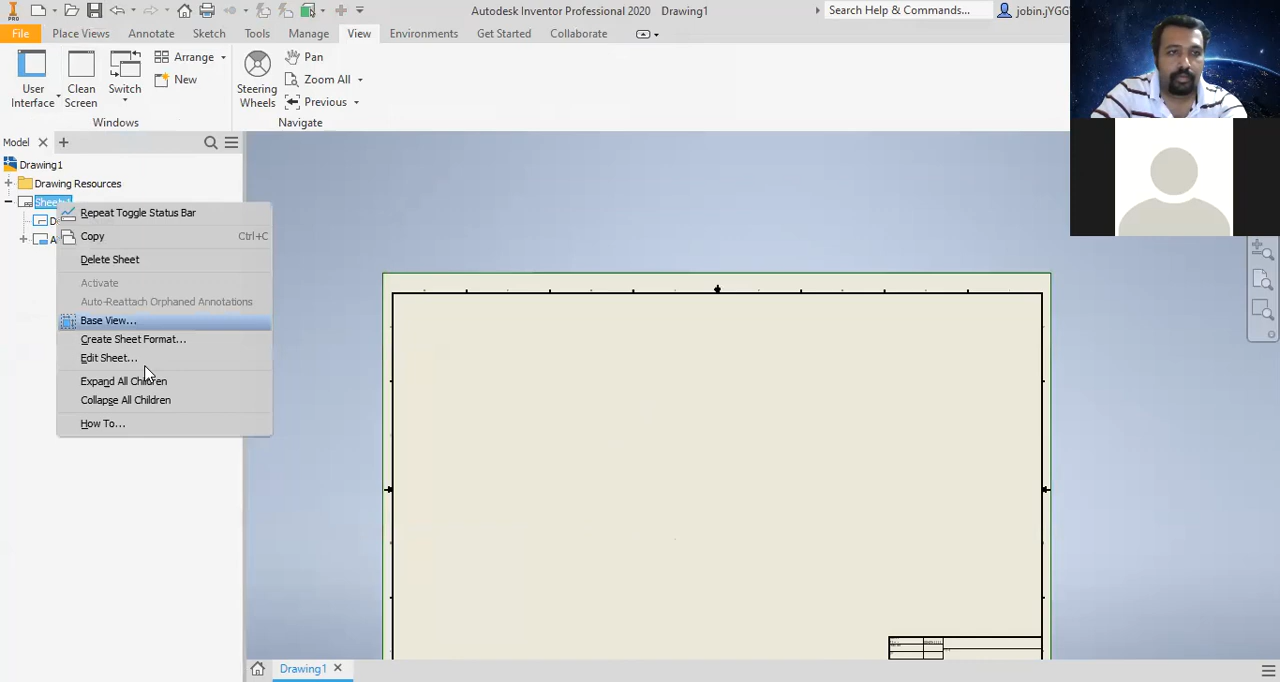 PRO
Autodesk Inventor Professional 2020 Drawing1
Search Help & Commands...
jobin.jYGG
File Place Views Annotate Sketch Tools Manage View Environments Get Started Collaborate
User Interface
Clean Screen
Switch
Arrange
New
Windows
Steering Wheels
Pan
Zoom All
Previous
Navigate
Model
Drawing1
Drawing Resources
Repeat Toggle Status Bar
Copy Ctrl+C
Delete Sheet
Activate
Auto-Reattach Orphaned Annotations
Base View...
Create Sheet Format...
Edit Sheet...
Expand All Children
Collapse All Children
How To...
Drawing1